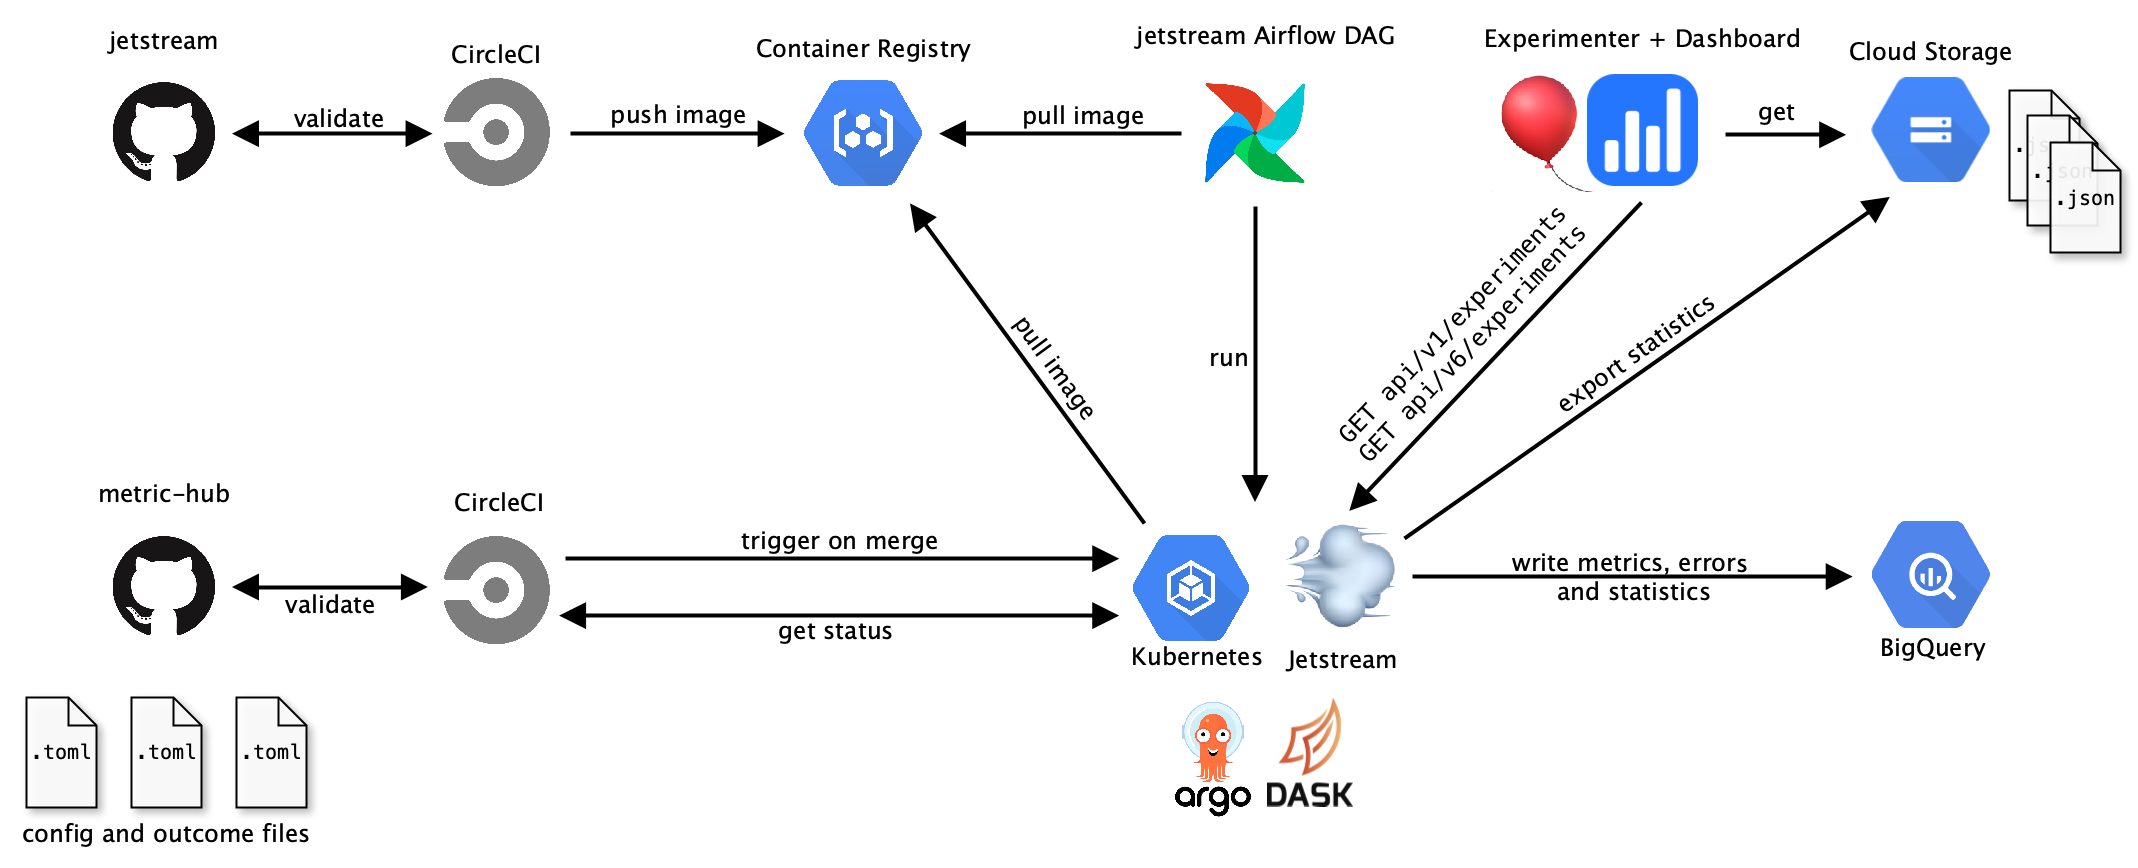 jetstream
CircleCI
Container Registry
jetstream Airflow DAG
Experimenter + Dashboard
Cloud Storage
validate
push image
pull image
get
.js
.json
.json
GET api/v1/experiments
GET api/v6/experiments
pull image
run
export statistics
metric-hub
CircleCI
validate
trigger on merge
get status
write metrics, errors
and statistics
Kubernetes
Jetstream
BigQuery
argo
DASK
.toml
.toml
.toml
config and outcome files